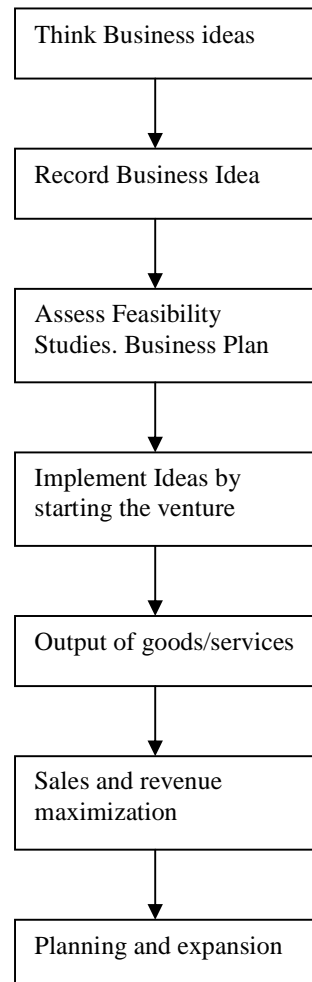 Think Business ideas
Record Business Idea
Assess Feasibility
Studies. Business Plan
Implement Ideas by
starting the venture
Output of goods/services
Sales and revenue
maximization
Planning and expansion